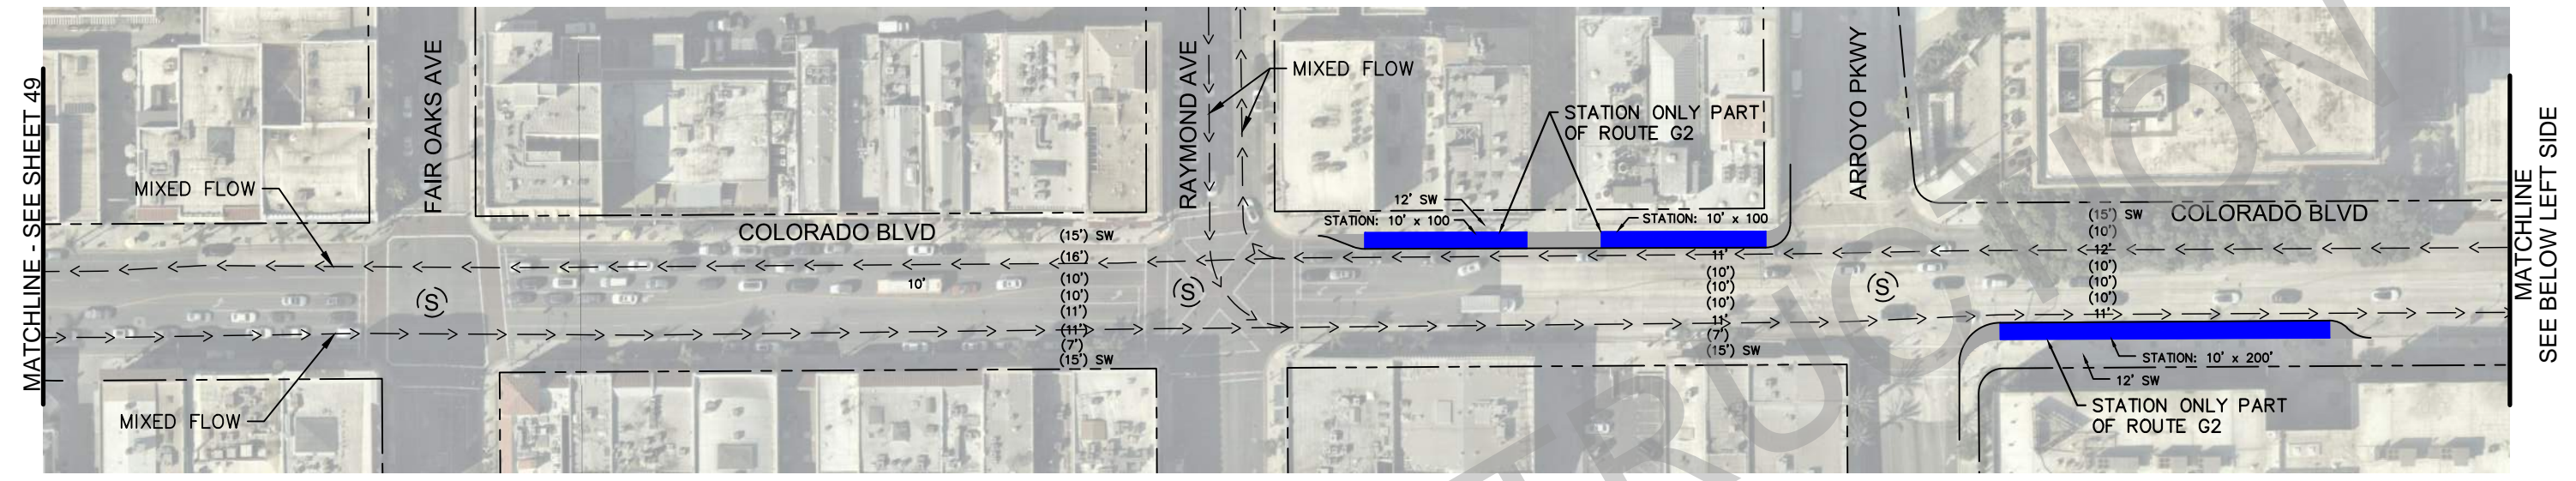 MATCHLINE - SEE SHEET 49
MIXED FLOW
MIXED FLOW
FAIR OAKS AVE
COLORADO BLVD
10'
(15') SW
(16')
(10')
(10')
(11')
(11')
(7')
(15') SW
RAYMOND AVE
MIXED FLOW
STATION ONLY PART
OF ROUTE G2
12' SW
STATION: 10' x 100
STATION: 10' x 100
11'
(10')
(10')
(10')
11'
(7')
(15') SW
ARROYO PKWY
(15') SW
(10')
12'
(10')
(10')
(10')
11'
COLORADO BLVD
STATION: 10' x 200'
12' SW
STATION ONLY PART
OF ROUTE G2
MATCHLINE
SEE BELOW LEFT SIDE
S
S
S
TRUCTION